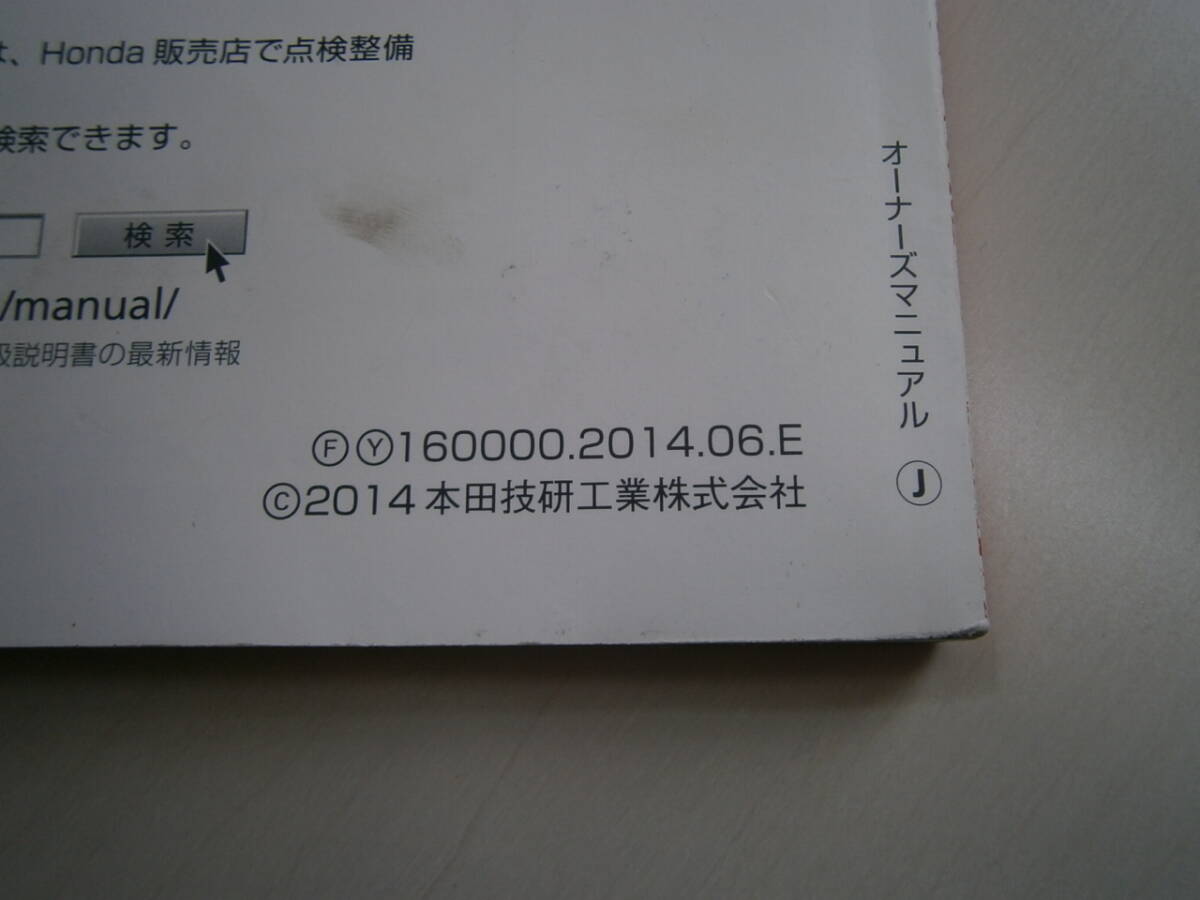 、Honda 販売店で点検整備
検索できます。
検 索
/manual/
説明書の最新情報
ⒻⓎ160000.2014.06.E
©2014 本田技研工業株式会社
オーナーズマニュアル Ⓙ